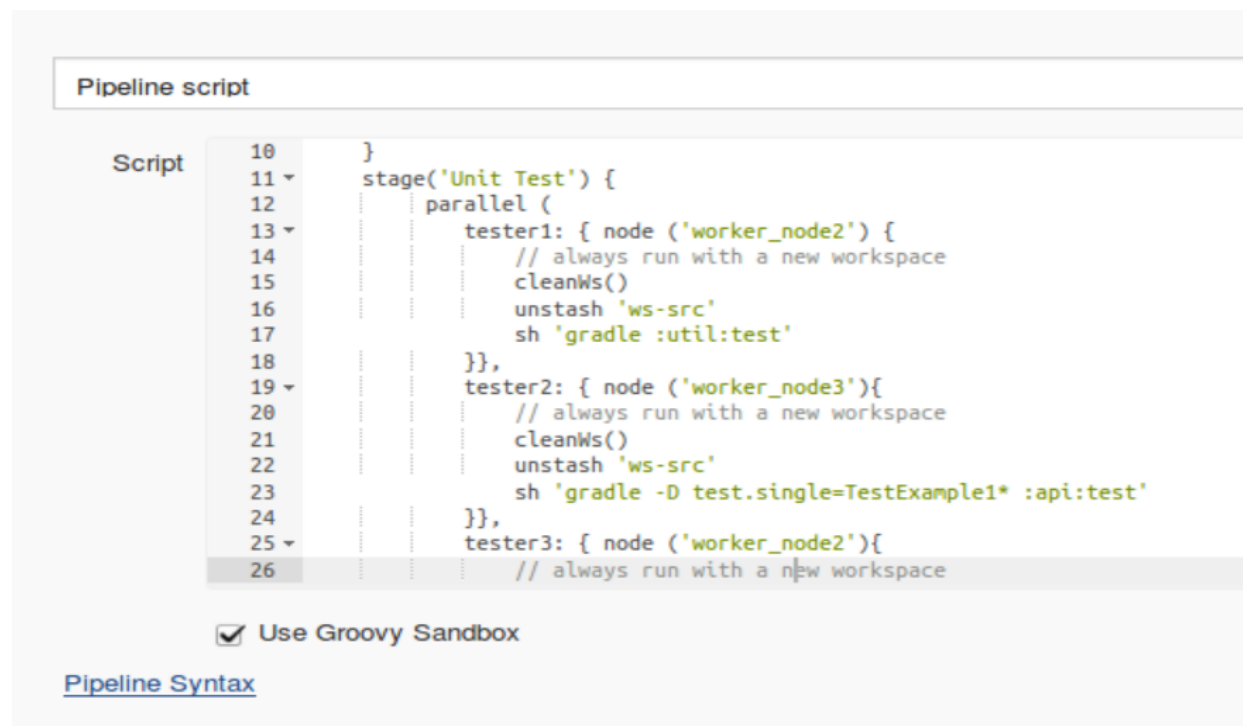 Pipeline script
Script
10 }
11 stage('Unit Test') {
12 parallel (
13 tester1: { node ('worker_node2') {
14 // always run with a new workspace
15 cleanWs()
16 unstash 'ws-src'
17 sh 'gradle :util:test'
18 }},
19 tester2: { node ('worker_node3'){
20 // always run with a new workspace
21 cleanWs()
22 unstash 'ws-src'
23 sh 'gradle -D test.single=TestExample1* :api:test'
24 }},
25 tester3: { node ('worker_node2'){
26 // always run with a new workspace
Use Groovy Sandbox
Pipeline Syntax